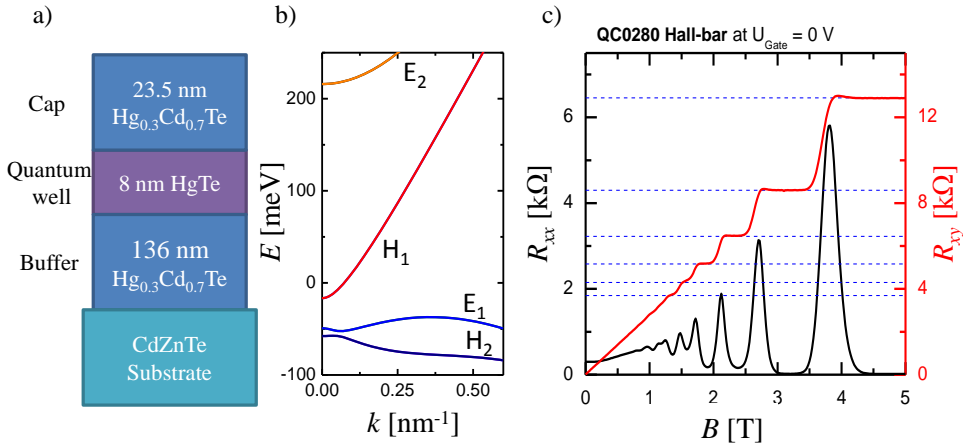 a)
Cap
23.5 nm
Hg₀.₃Cd₀.₇Te
Quantum
well
8 nm HgTe
Buffer
136 nm
Hg₀.₃Cd₀.₇Te
CdZnTe
Substrate
b)
E [meV]
200
100
0
-100
E₂
H₁
E₁
H₂
0.00 0.25 0.50
k [nm⁻¹]
c)
QC0280 Hall-bar at U_Gate = 0 V
R_xx [kΩ]
6
4
2
0
0 1 2 3 4 5
B [T]
12
8
4
0
R_xy [kΩ]